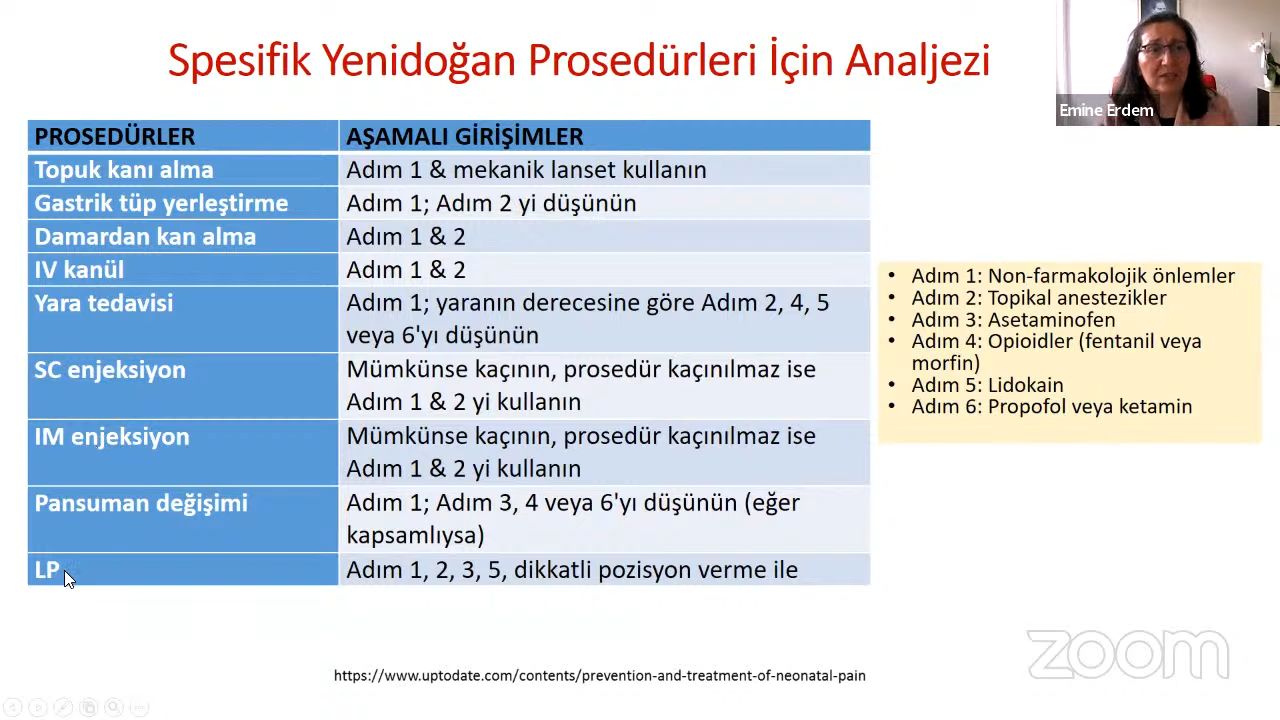 Spesifik Yenidoğan Prosedürleri İçin Analjezi
Emine Erdem
PROSEDÜRLER AŞAMALI GİRİŞİMLER
Topuk kanı alma Adım 1 & mekanik lanset kullanın
Gastrik tüp yerleştirme Adım 1; Adım 2 yi düşünün
Damardan kan alma Adım 1 & 2
IV kanül Adım 1 & 2
Yara tedavisi Adım 1; yaranın derecesine göre Adım 2, 4, 5
veya 6'yı düşünün
SC enjeksiyon Mümkünse kaçının, prosedür kaçınılmaz ise
Adım 1 & 2 yi kullanın
IM enjeksiyon Mümkünse kaçının, prosedür kaçınılmaz ise
Adım 1 & 2 yi kullanın
Pansuman değişimi Adım 1; Adım 3, 4 veya 6'yı düşünün (eğer
kapsamlıysa)
LP Adım 1, 2, 3, 5, dikkatli pozisyon verme ile
• Adım 1: Non-farmakolojik önlemler
• Adım 2: Topikal anestezikler
• Adım 3: Asetaminofen
• Adım 4: Opioidler (fentanil veya
morfin)
• Adım 5: Lidokain
• Adım 6: Propofol veya ketamin
https://www.uptodate.com/contents/prevention-and-treatment-of-neonatal-pain
zoom